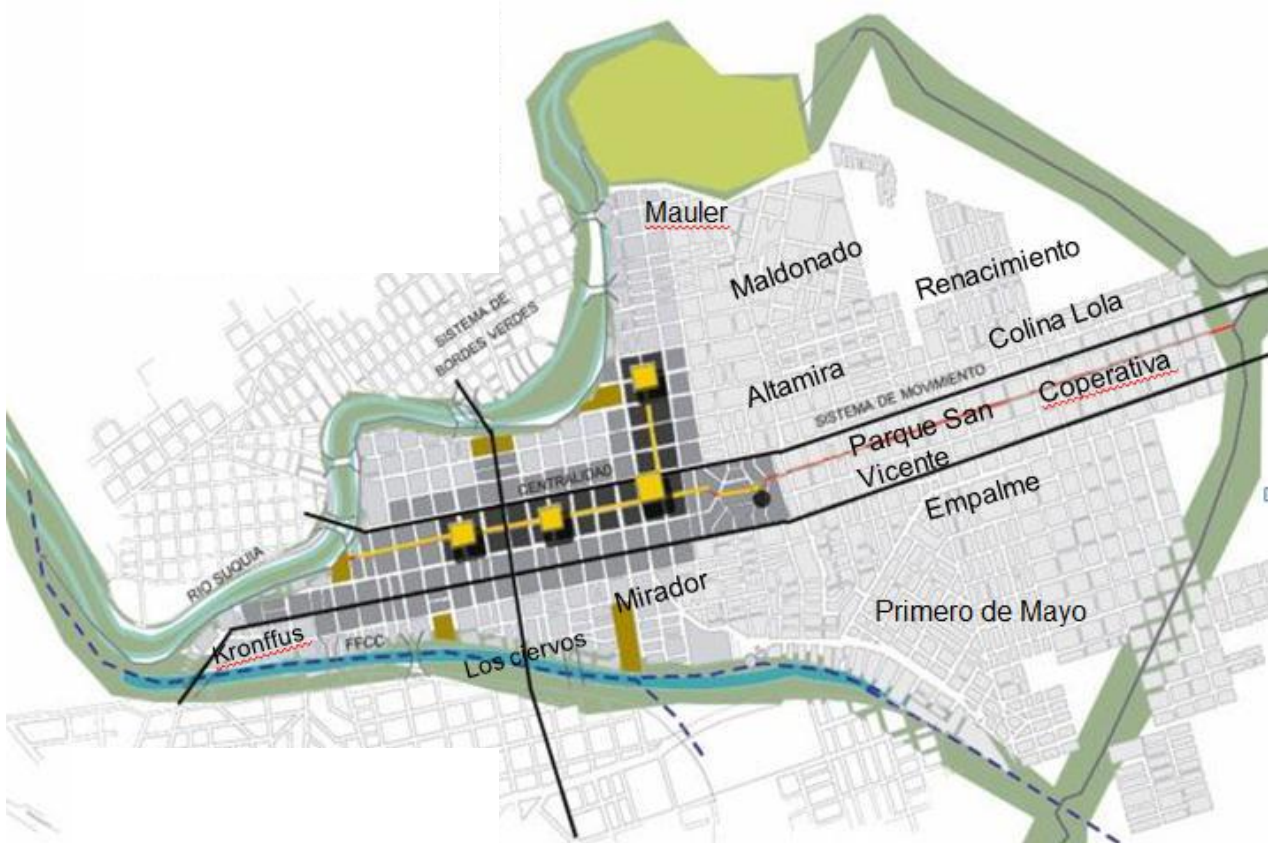 Mauler
Maldonado
Renacimiento
SISTEMA DE
BORDES VERDES
Colina Lola
Altamira
SISTEMA DE MOVIMIENTO
Coperativa
Parque San
Vicente
CENTRALIDAD
Empalme
RIO SUQUIA
Mirador
Primero de Mayo
Kronffus
FFCC
Los ciervos